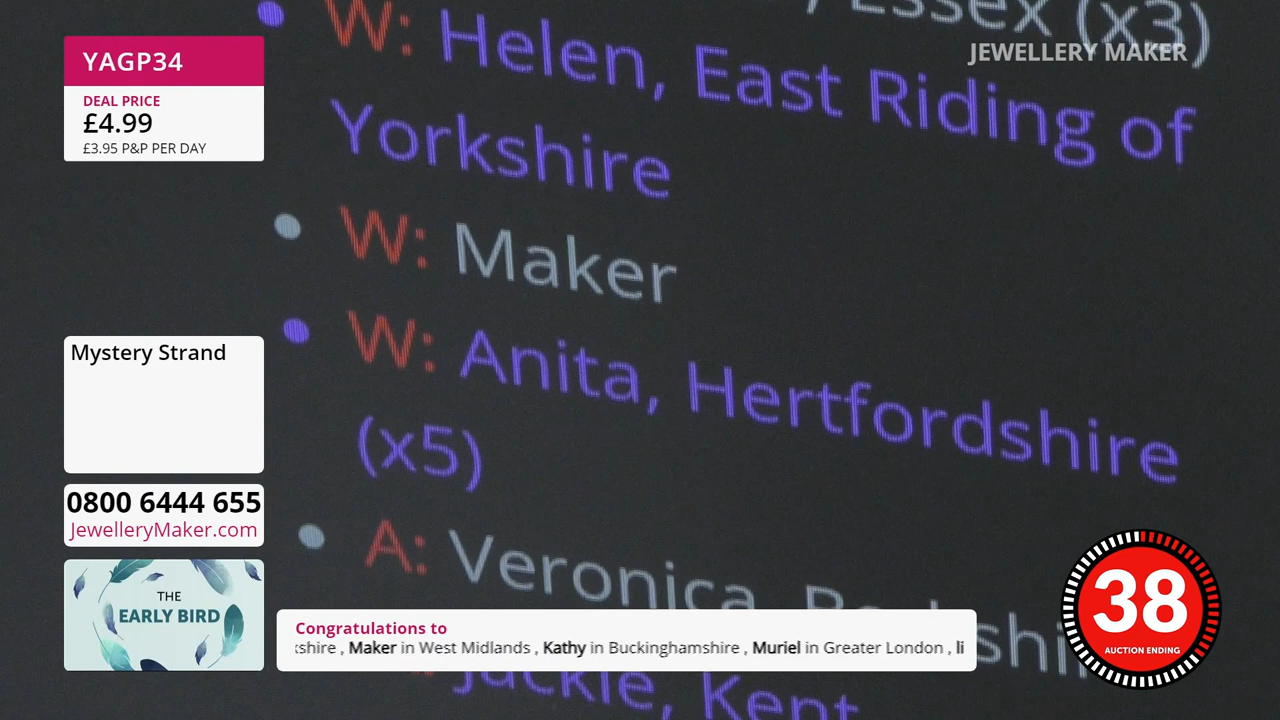 YAGP34
DEAL PRICE
£4.99
£3.95 P&P PER DAY
Essex (x3)
JEWELLERY MAKER
W: Helen, East Riding of
Yorkshire
W: Maker
W: Anita, Hertfordshire
(x5)
A: Veronica,
Jackie, Kent
Mystery Strand
0800 6444 655
JewelleryMaker.com
THE
EARLY BIRD
Congratulations to
kshire , Maker in West Midlands , Kathy in Buckinghamshire , Muriel in Greater London , li
38
AUCTION ENDING